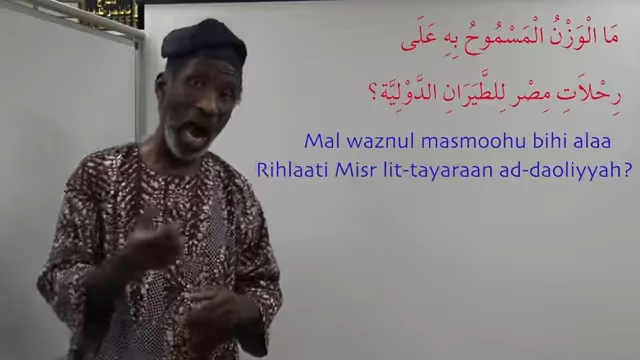 مَا الْوَزْنُ الْمَسْمُوحُ بِهِ عَلَى
رِحْلَاتِ مِصْر لِلطَّيَرَانِ الدَّوْلِيَّة؟
Mal waznul masmoohu bihi alaa
Rihlaati Misr lit-tayaraan ad-daoliyyah?